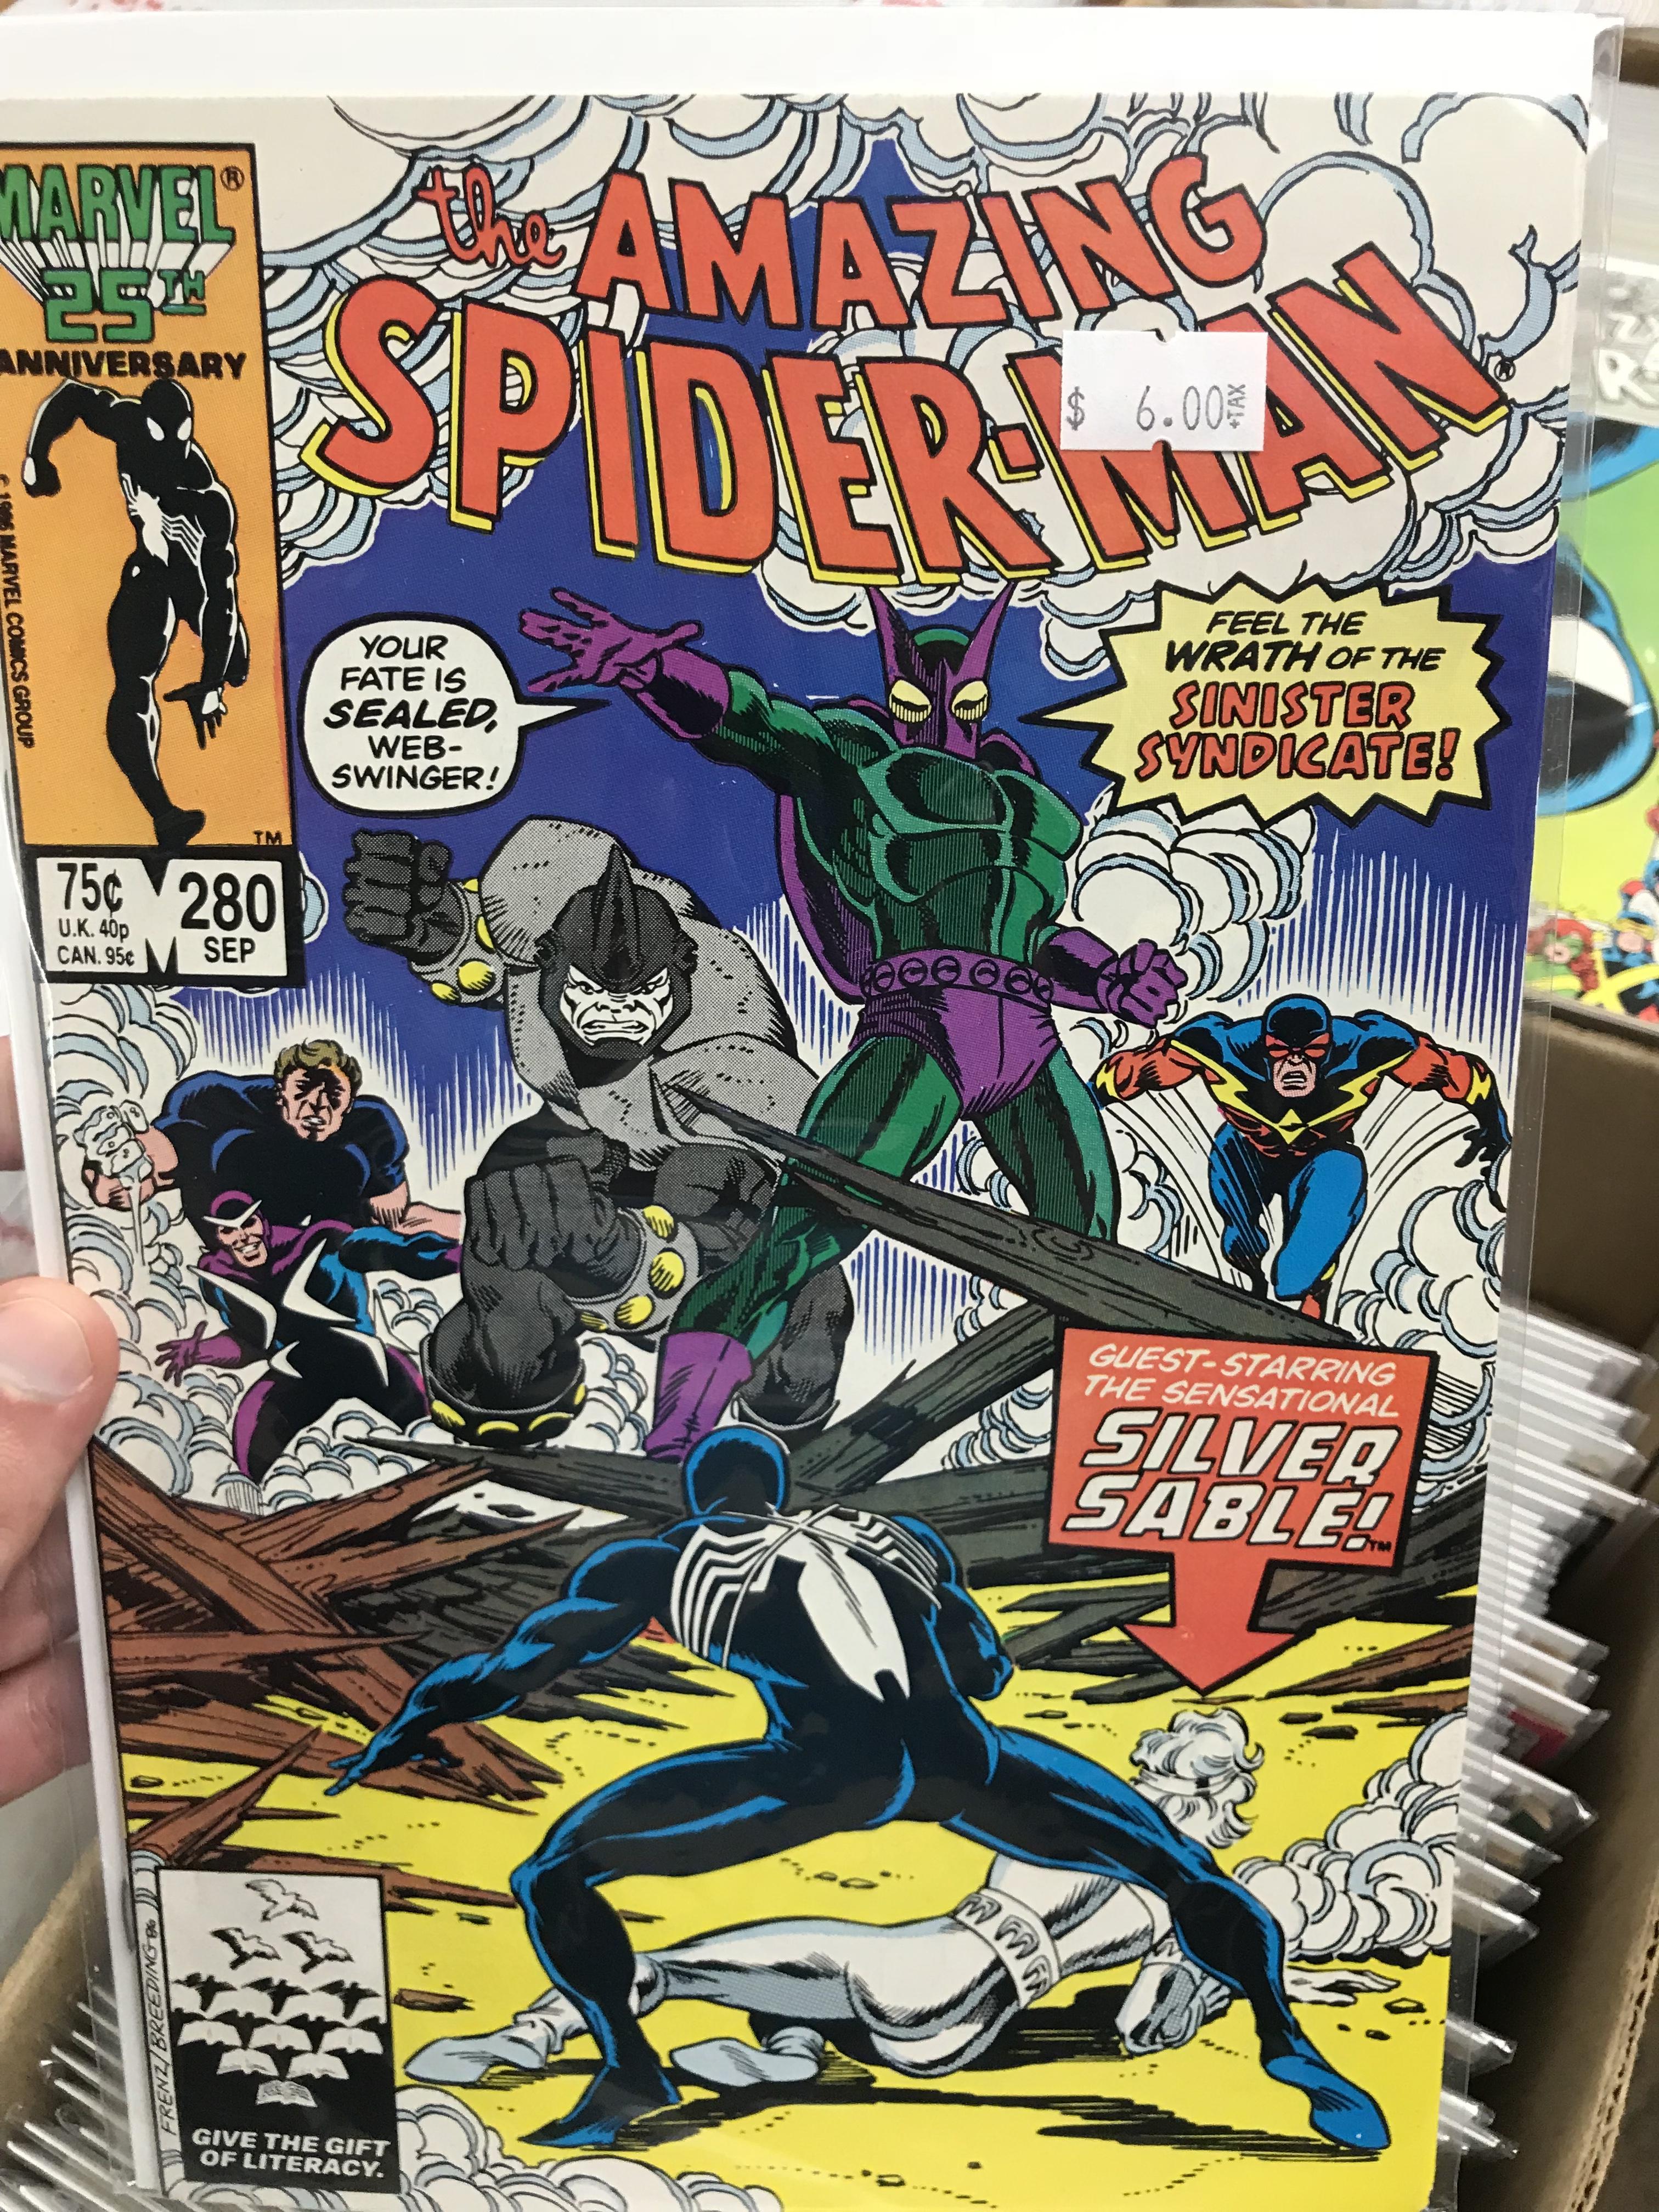 MARVEL®
25TH
ANNIVERSARY
© 1986 MARVEL COMICS GROUP
TM
75¢
U.K. 40p
CAN. 95¢
280
SEP
the AMAZING
SPIDER-MAN®
$ 6.00 +TAX
YOUR
FATE IS
SEALED,
WEB-
SWINGER!
FEEL THE
WRATH OF THE
SINISTER
SYNDICATE!
GUEST-STARRING
THE SENSATIONAL
SILVER
SABLE!™
FRENZ/BREEDING 86
GIVE THE GIFT
OF LITERACY.